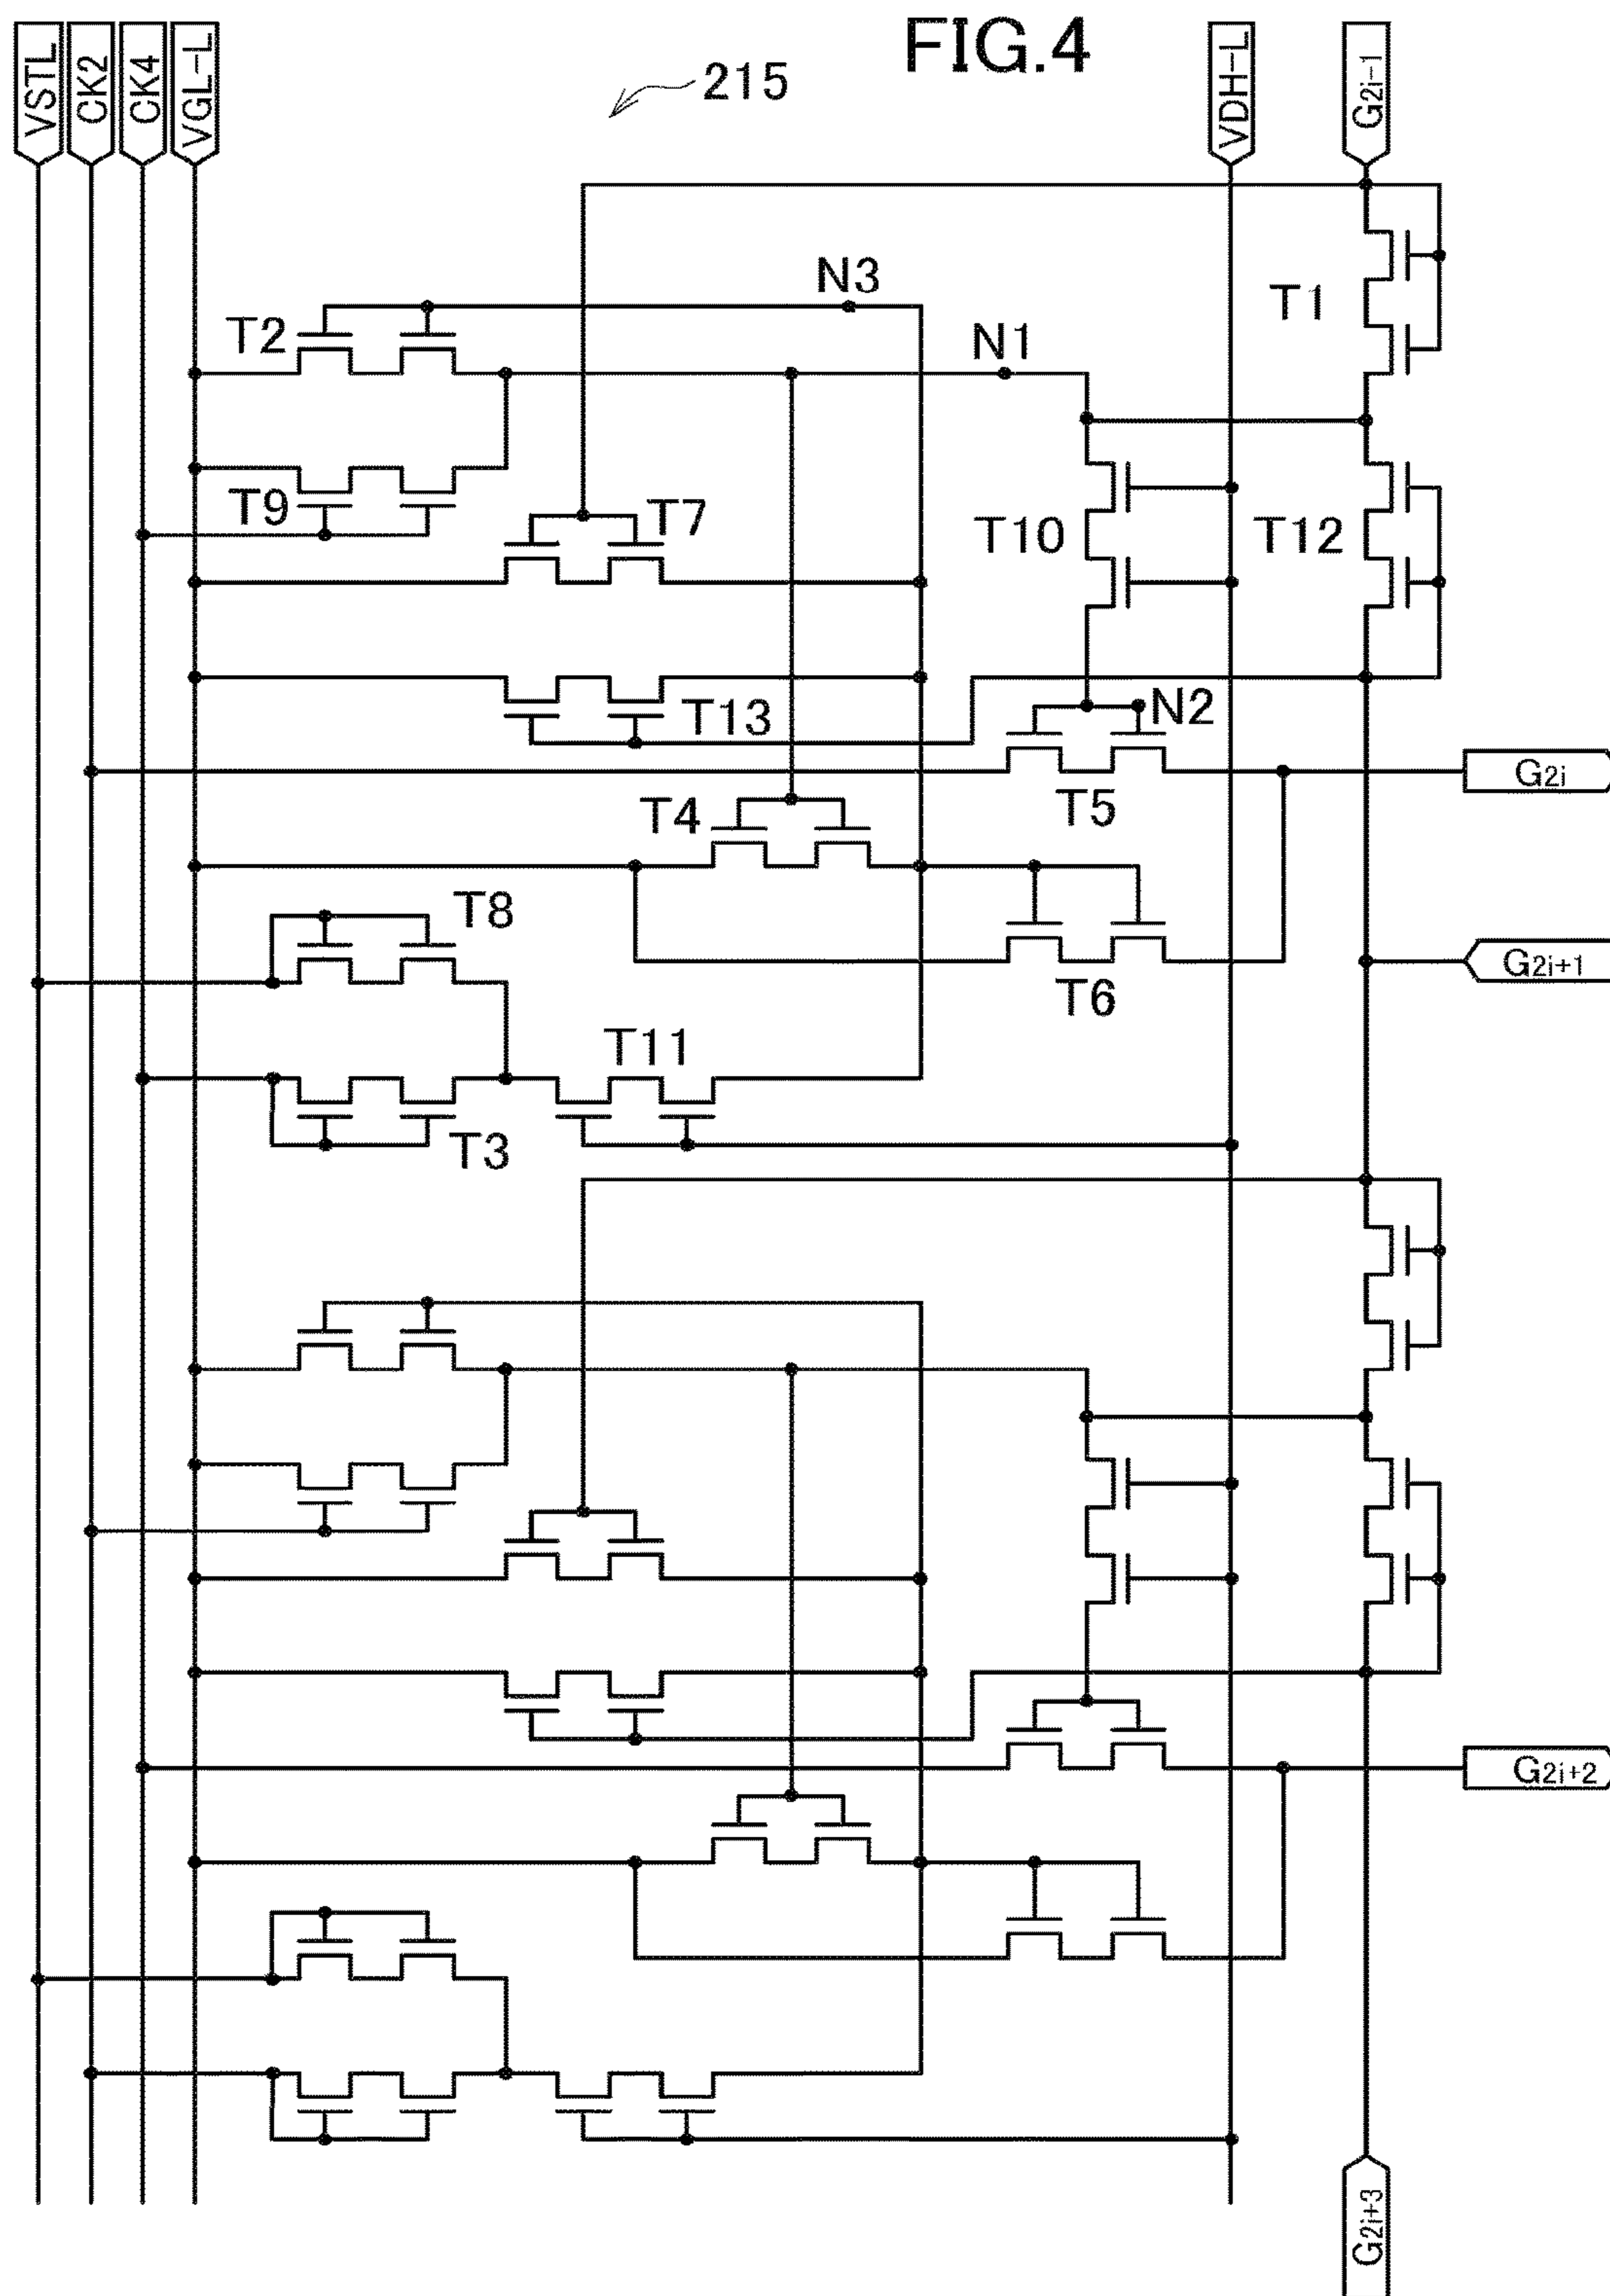 FIG.4
VSTL
CK2
CK4
VGL-L
215
VDH-L
G2i-1
N3
T1
T2
N1
T9
T7
T10
T12
T13
N2
G2i
T4
T5
T8
G2i+1
T6
T11
T3
G2i+2
G2i+3